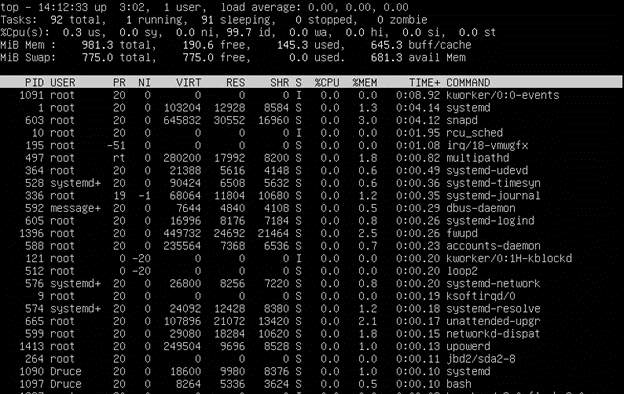 top - 14:12:33 up  3:02,  1 user,  load average: 0.00, 0.00, 0.00
Tasks:  92 total,   1 running,  91 sleeping,   0 stopped,   0 zombie
%Cpu(s):  0.3 us,  0.0 sy,  0.0 ni, 99.7 id,  0.0 wa,  0.0 hi,  0.0 si,  0.0 st
MiB Mem :    981.3 total,    190.6 free,    145.3 used,    645.3 buff/cache
MiB Swap:    775.0 total,    775.0 free,      0.0 used.    681.3 avail Mem
PID USER      PR  NI    VIRT    RES    SHR S  %CPU  %MEM     TIME+ COMMAND
1091 root      20   0       0      0      0 I   0.0   0.0   0:08.92 kworker/0:0-events
1 root      20   0  103204  12928   8584 S   0.0   1.3   0:04.14 systemd
603 root      20   0  645832  30552  16960 S   0.0   3.0   0:04.12 snapd
10 root      20   0       0      0      0 I   0.0   0.0   0:01.95 rcu_sched
195 root     -51   0       0      0      0 S   0.0   0.0   0:01.08 irq/18-vmwgfx
497 root      rt   0  280200  17992   8200 S   0.0   1.8   0:00.82 multipathd
364 root      20   0   21388   5616   4148 S   0.0   0.6   0:00.49 systemd-udevd
528 systemd+  20   0   90424   6508   5632 S   0.0   0.6   0:00.36 systemd-timesyn
336 root      19  -1   68064  11804  10680 S   0.0   1.2   0:00.35 systemd-journal
592 message+  20   0    7644   4840   4108 S   0.0   0.5   0:00.29 dbus-daemon
605 root      20   0   16996   8176   7184 S   0.0   0.8   0:00.26 systemd-logind
1396 root      20   0  449732  24692  21464 S   0.0   2.5   0:00.26 fwupd
588 root      20   0  235564   7368   6536 S   0.0   0.7   0:00.23 accounts-daemon
121 root       0 -20       0      0      0 I   0.0   0.0   0:00.20 kworker/0:1H-kblockd
512 root       0 -20       0      0      0 S   0.0   0.0   0:00.20 loop2
576 systemd+  20   0   26800   8256   7220 S   0.0   0.8   0:00.20 systemd-network
9 root      20   0       0      0      0 S   0.0   0.0   0:00.19 ksoftirqd/0
574 systemd+  20   0   24092  12428   8380 S   0.0   1.2   0:00.18 systemd-resolve
665 root      20   0  107896  21072  13420 S   0.0   2.1   0:00.17 unattended-upgr
599 root      20   0   29080  18284  10620 S   0.0   1.8   0:00.15 networkd-dispat
1413 root      20   0  249504   9696   8528 S   0.0   1.0   0:00.13 upowerd
264 root      20   0       0      0      0 S   0.0   0.0   0:00.11 jbd2/sda2-8
1090 Druce     20   0   18600   9980   8376 S   0.0   1.0   0:00.10 systemd
1097 Druce     20   0    8264   5336   3624 S   0.0   0.5   0:00.10 bash